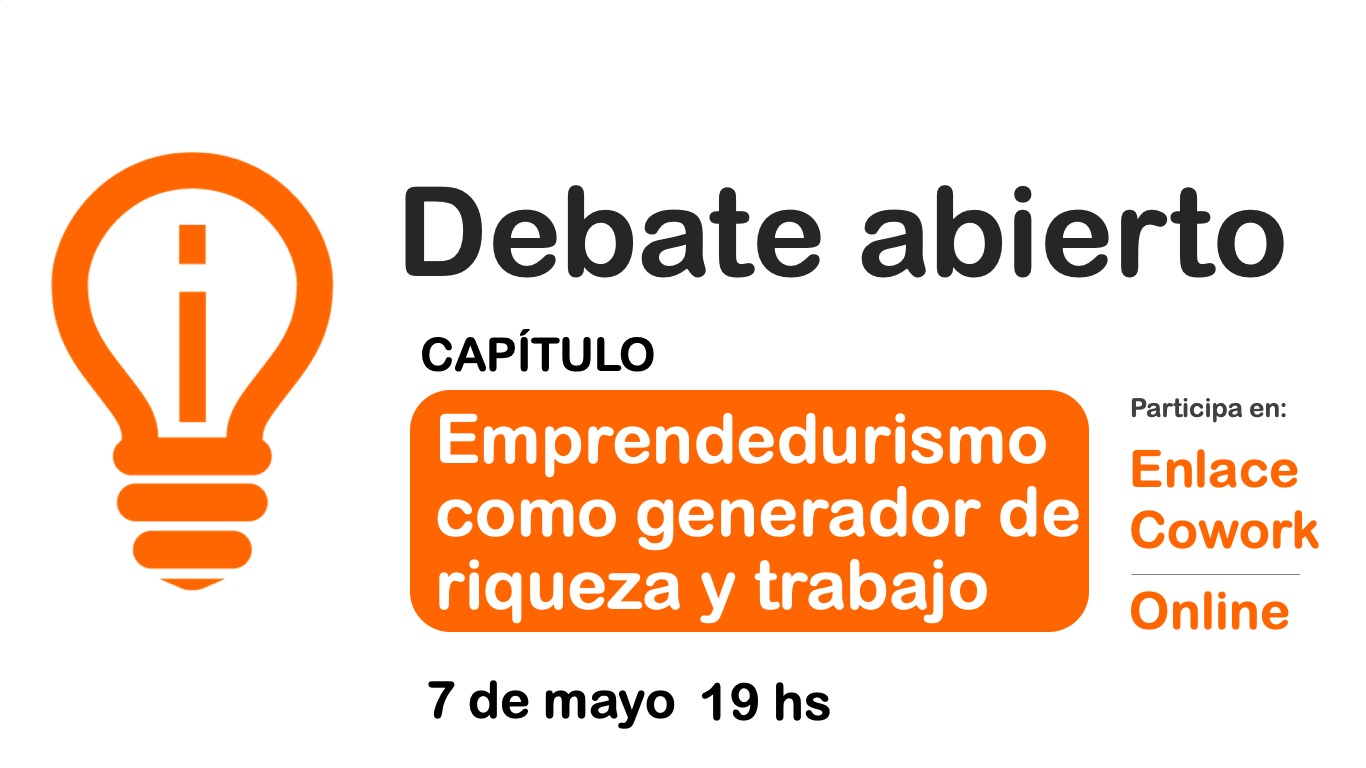 Debate abierto
CAPÍTULO
Emprendedurismo
como generador de
riqueza y trabajo
Participa en:
Enlace
Cowork
Online
7 de mayo 19 hs